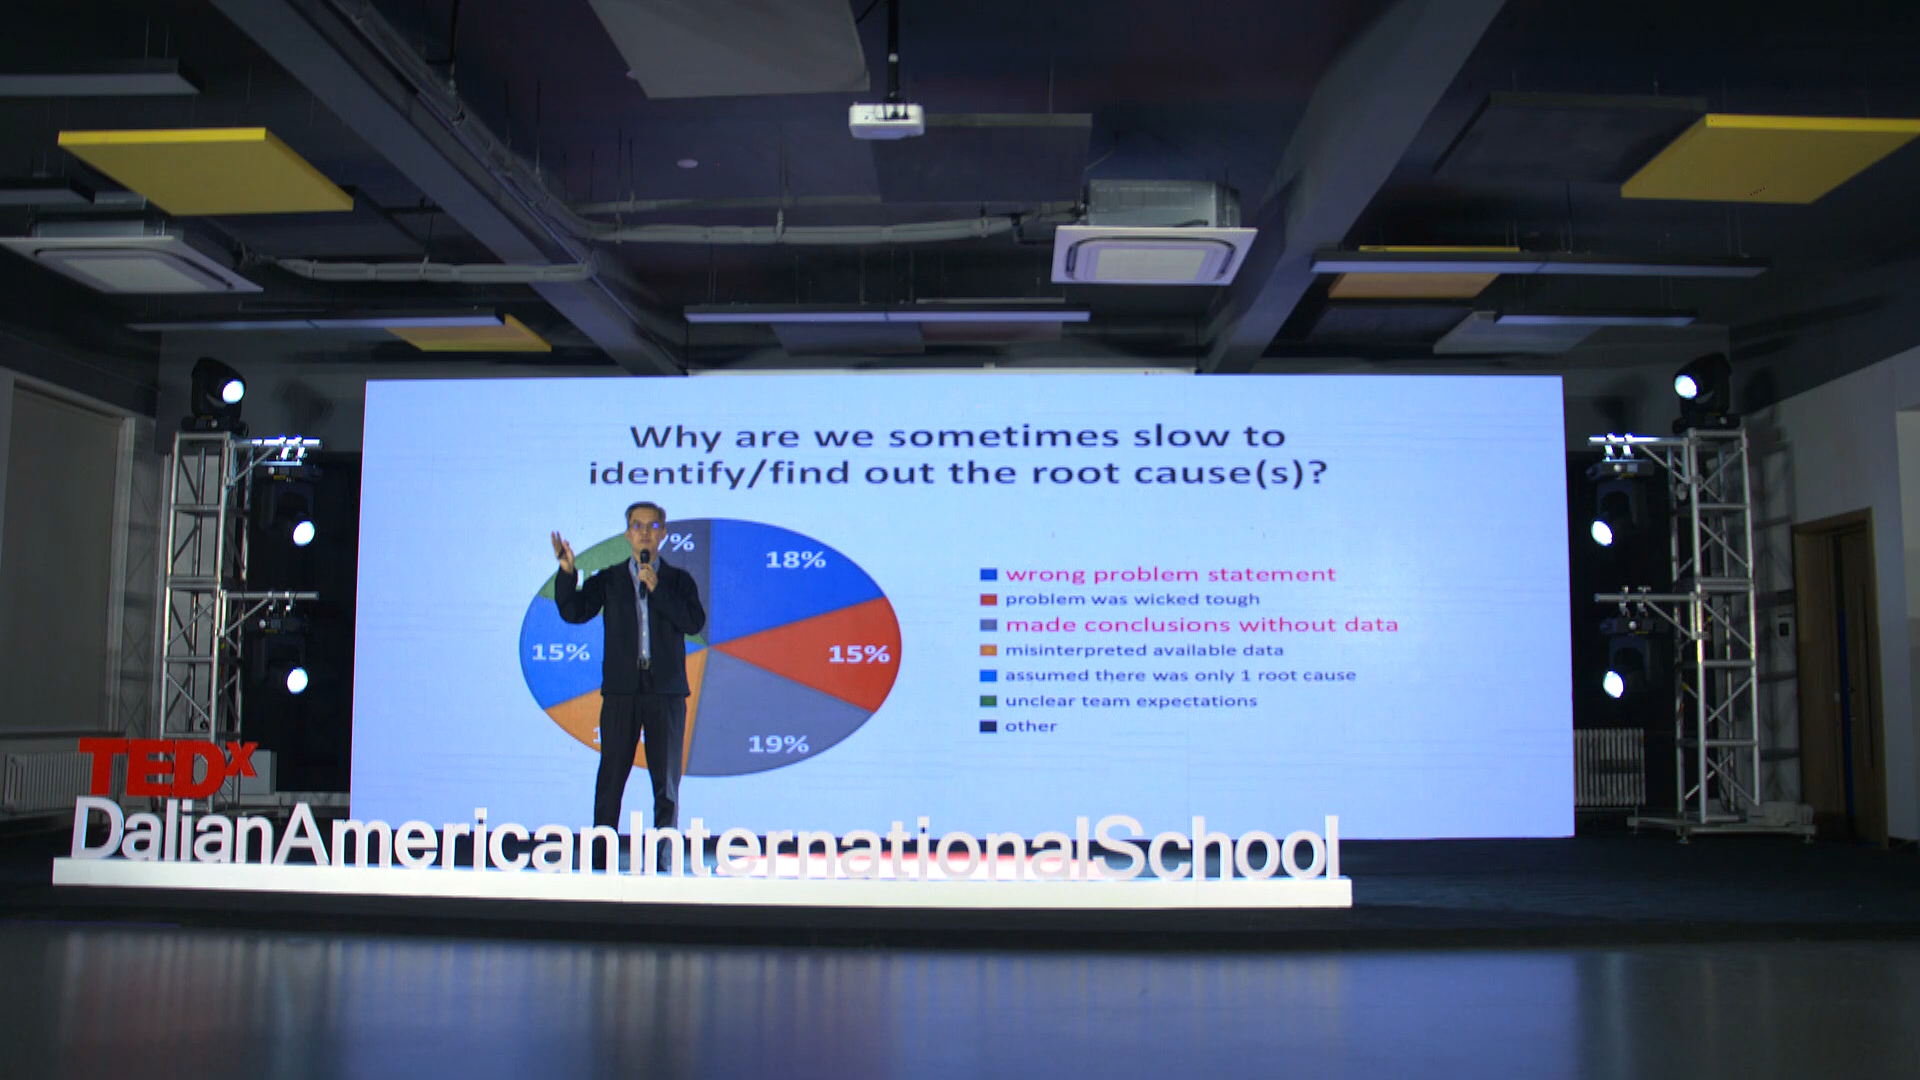 Why are we sometimes slow to
identify/find out the root cause(s)?
7%
18%
15%
15%
19%
wrong problem statement
problem was wicked tough
made conclusions without data
misinterpreted available data
assumed there was only 1 root cause
unclear team expectations
other
TEDx
DalianAmericanInternationalSchool